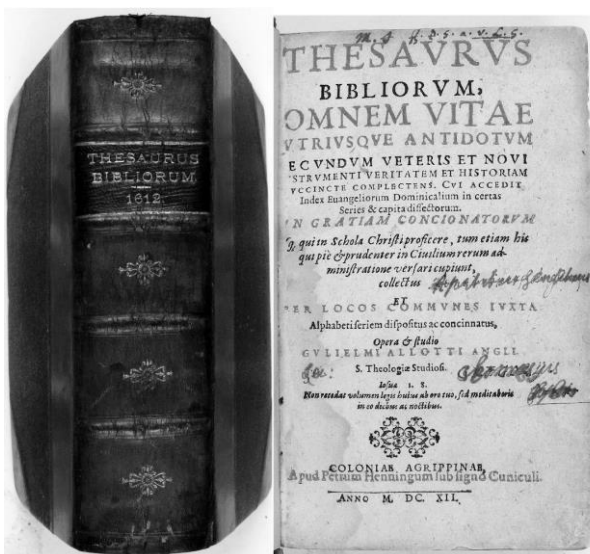 THESAURUS
BIBLIORUM
1612
THESAVRVS
BIBLIORVM,
OMNEM VITAE
VTRIVSQVE ANTIDOTVM
ECVNDVM VETERIS ET NOVI
STRVMENTI VERITATEM ET HISTORIAM
VCCINCTE COMPLECTENS. CVI ACCEDIT
Index Euangeliorum Dominicalium in certas
Series & capita dissectorum.
IN GRATIAM CONCIONATORVM
qui in Schola Christi proficere, tum etiam his
qui piè & prudenter in Ciuilium rerum ad-
ministratione versari cupiunt,
collectus
ET
PER LOCOS COMMVNES IVXTA
Alphabeti seriem dispositus ac concinnatus,
Opera & studio
GVLIELMI ALLOTTI ANGLI
S. Theologiæ Studiosi.
Iosua 1. 8.
Non recedat volumen legis huius ab ore tuo, sed meditaberis
in eo diebus ac noctibus.
COLONIAE AGRIPPINAE,
Apud Petrum Henningum sub signo Cuniculi.
ANNO M. DC. XII.